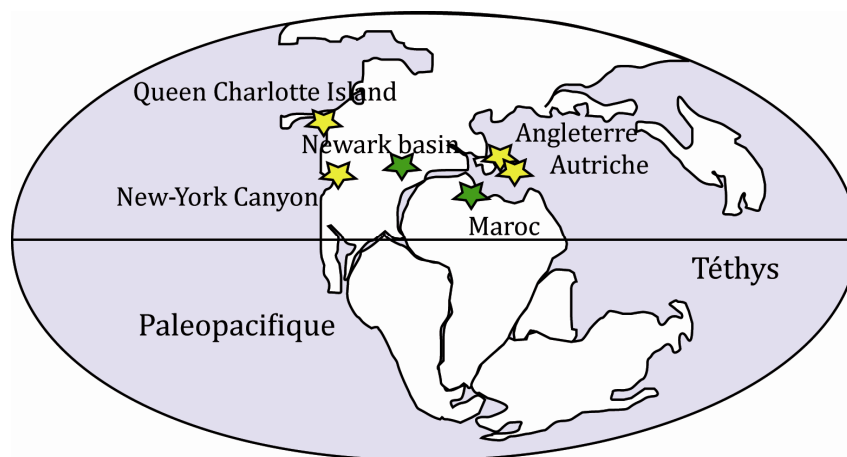 Queen Charlotte Island
Newark basin
Angleterre
Autriche
New-York Canyon
Maroc
Téthys
Paleopacifique